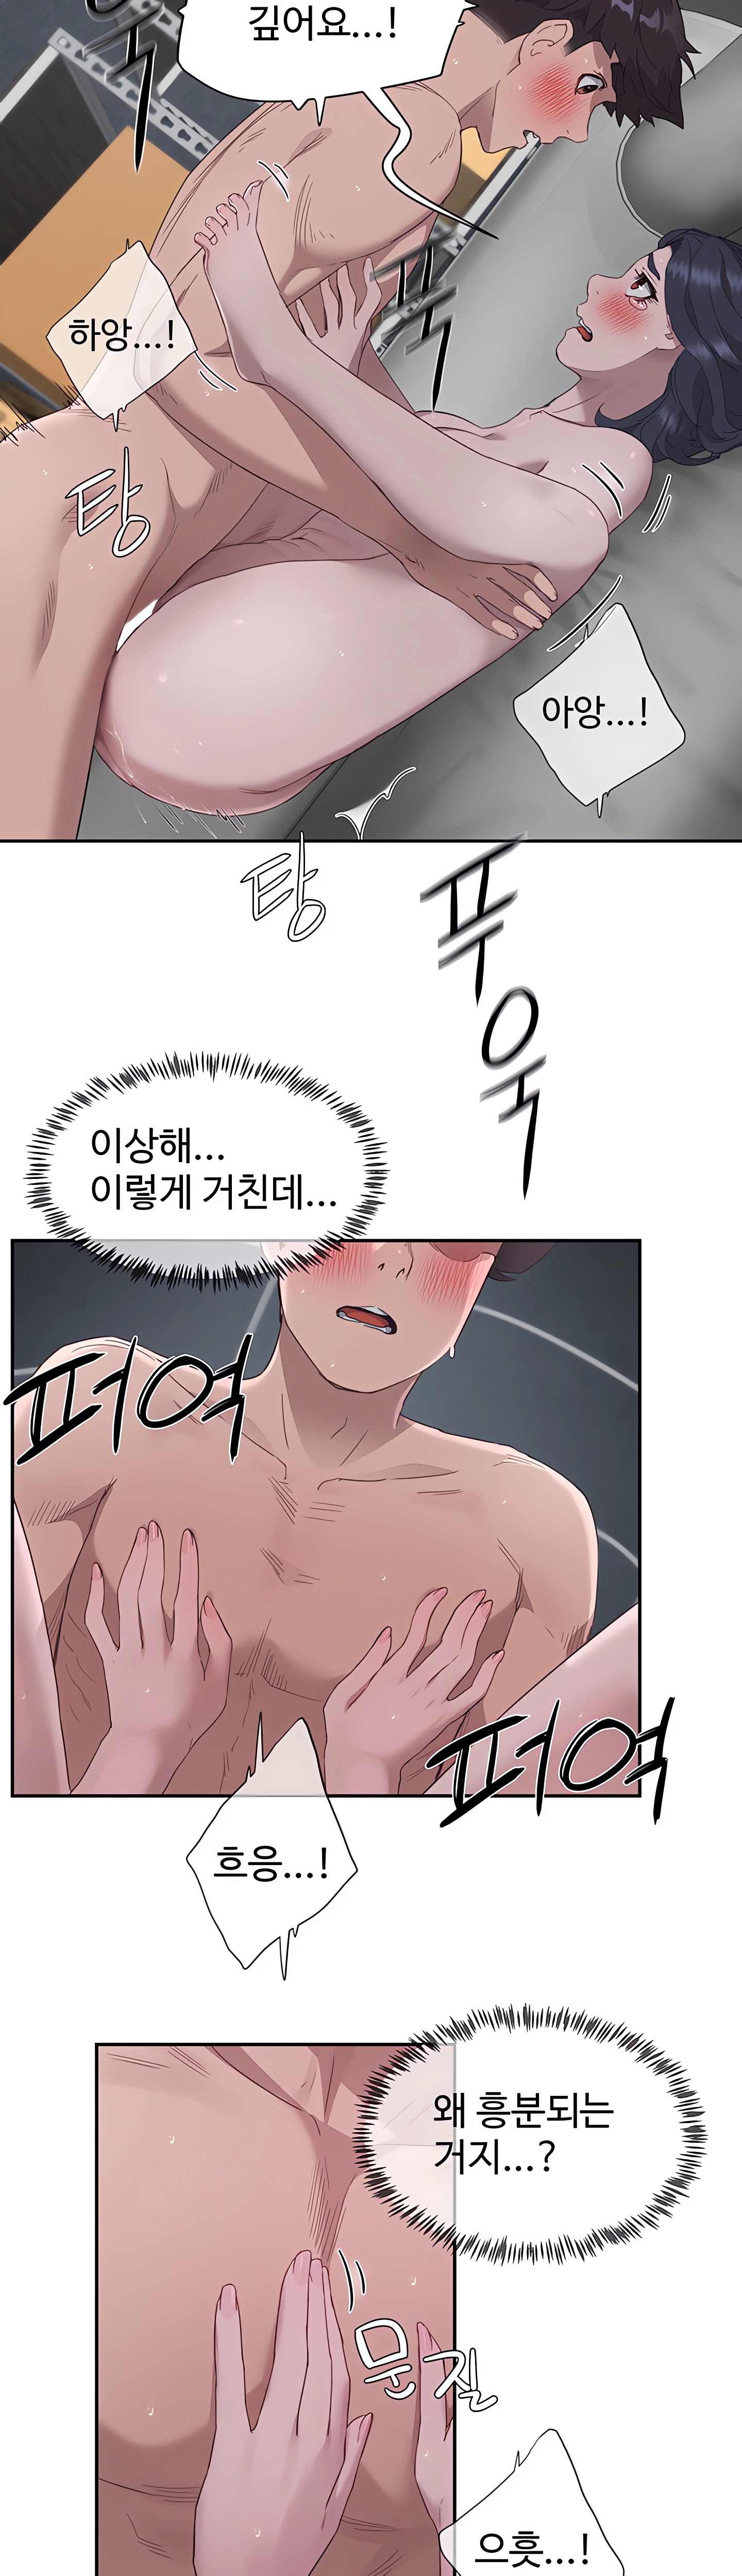 깊어요...!
하앙...!
탕
아앙...!
탕
푸욱
이상해...
이렇게 거친데...
퍼억
퍼억
흐응...!
왜 흥분되는
거지...?
문질
으흣...!